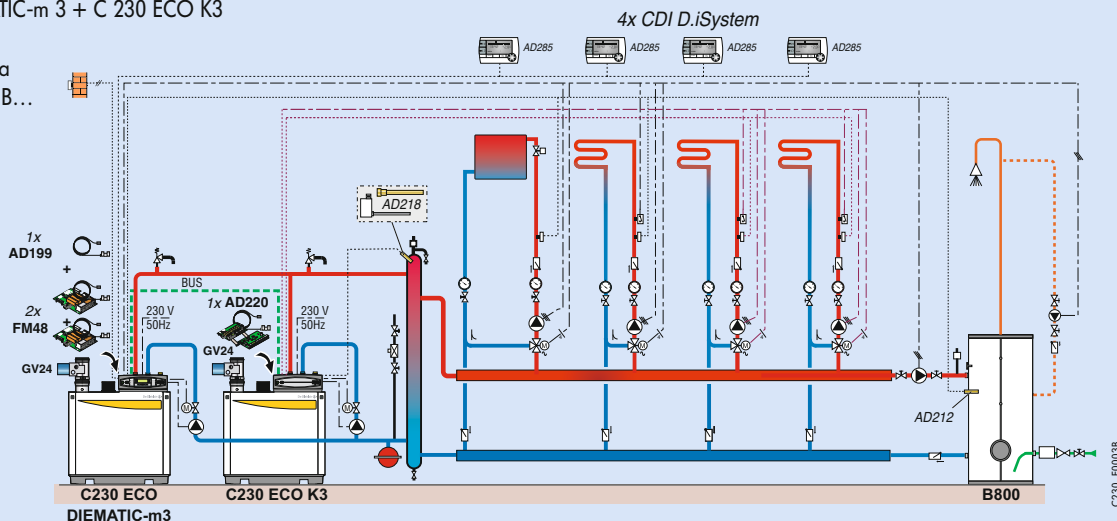 TIC-m 3 + C 230 ECO K3
4x CDI D.iSystem
AD285
AD285
AD285
AD285
a
B...
AD218
1x
AD199
+
2x
FM48
+
GV24
BUS
230 V
50Hz
1x AD220
230 V
50Hz
GV24
M
M
M
M
M
M
AD212
C230 ECO
DIEMATIC-m3
C230 ECO K3
B800
C230_F0003B